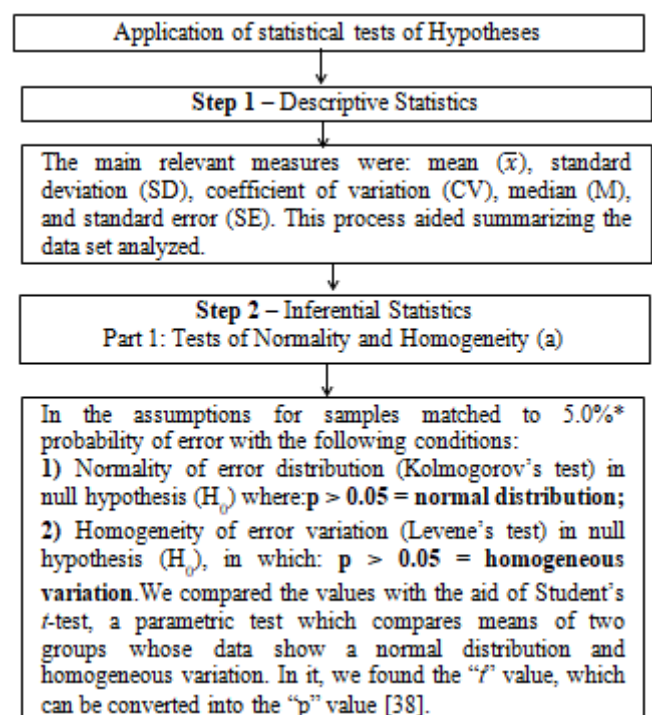 Application of statistical tests of Hypotheses
Step 1 – Descriptive Statistics
The main relevant measures were: mean (x̅), standard
deviation (SD), coefficient of variation (CV), median (M),
and standard error (SE). This process aided summarizing the
data set analyzed.
Step 2 – Inferential Statistics
Part 1: Tests of Normality and Homogeneity (a)
In the assumptions for samples matched to 5.0%*
probability of error with the following conditions:
1) Normality of error distribution (Kolmogorov's test) in
null hypothesis (H₀) where:p > 0.05 = normal distribution;
2) Homogeneity of error variation (Levene's test) in null
hypothesis (H₀), in which: p > 0.05 = homogeneous
variation.We compared the values with the aid of Student's
t-test, a parametric test which compares means of two
groups whose data show a normal distribution and
homogeneous variation. In it, we found the “t” value, which
can be converted into the “p” value [38].